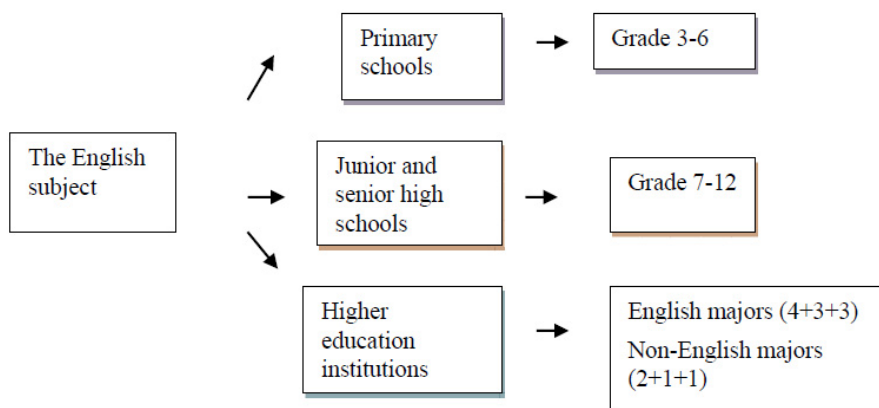 Primary
schools
Grade 3-6
The English
subject
Junior and
senior high
schools
Grade 7-12
Higher
education
institutions
English majors (4+3+3)
Non-English majors
(2+1+1)